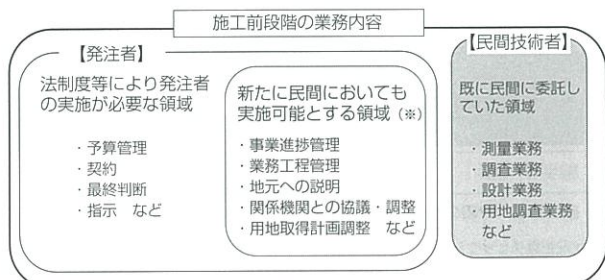 施工前段階の業務内容
【発注者】
法制度等により発注者
の実施が必要な領域
・予算管理
・契約
・最終判断
・指示 など
新たに民間においても
実施可能とする領域(※)
・事業進捗管理
・業務工程管理
・地元への説明
・関係機関との協議・調整
・用地取得計画調整 など
【民間技術者】
既に民間に委託し
ていた領域
・測量業務
・調査業務
・設計業務
・用地調査業務
など